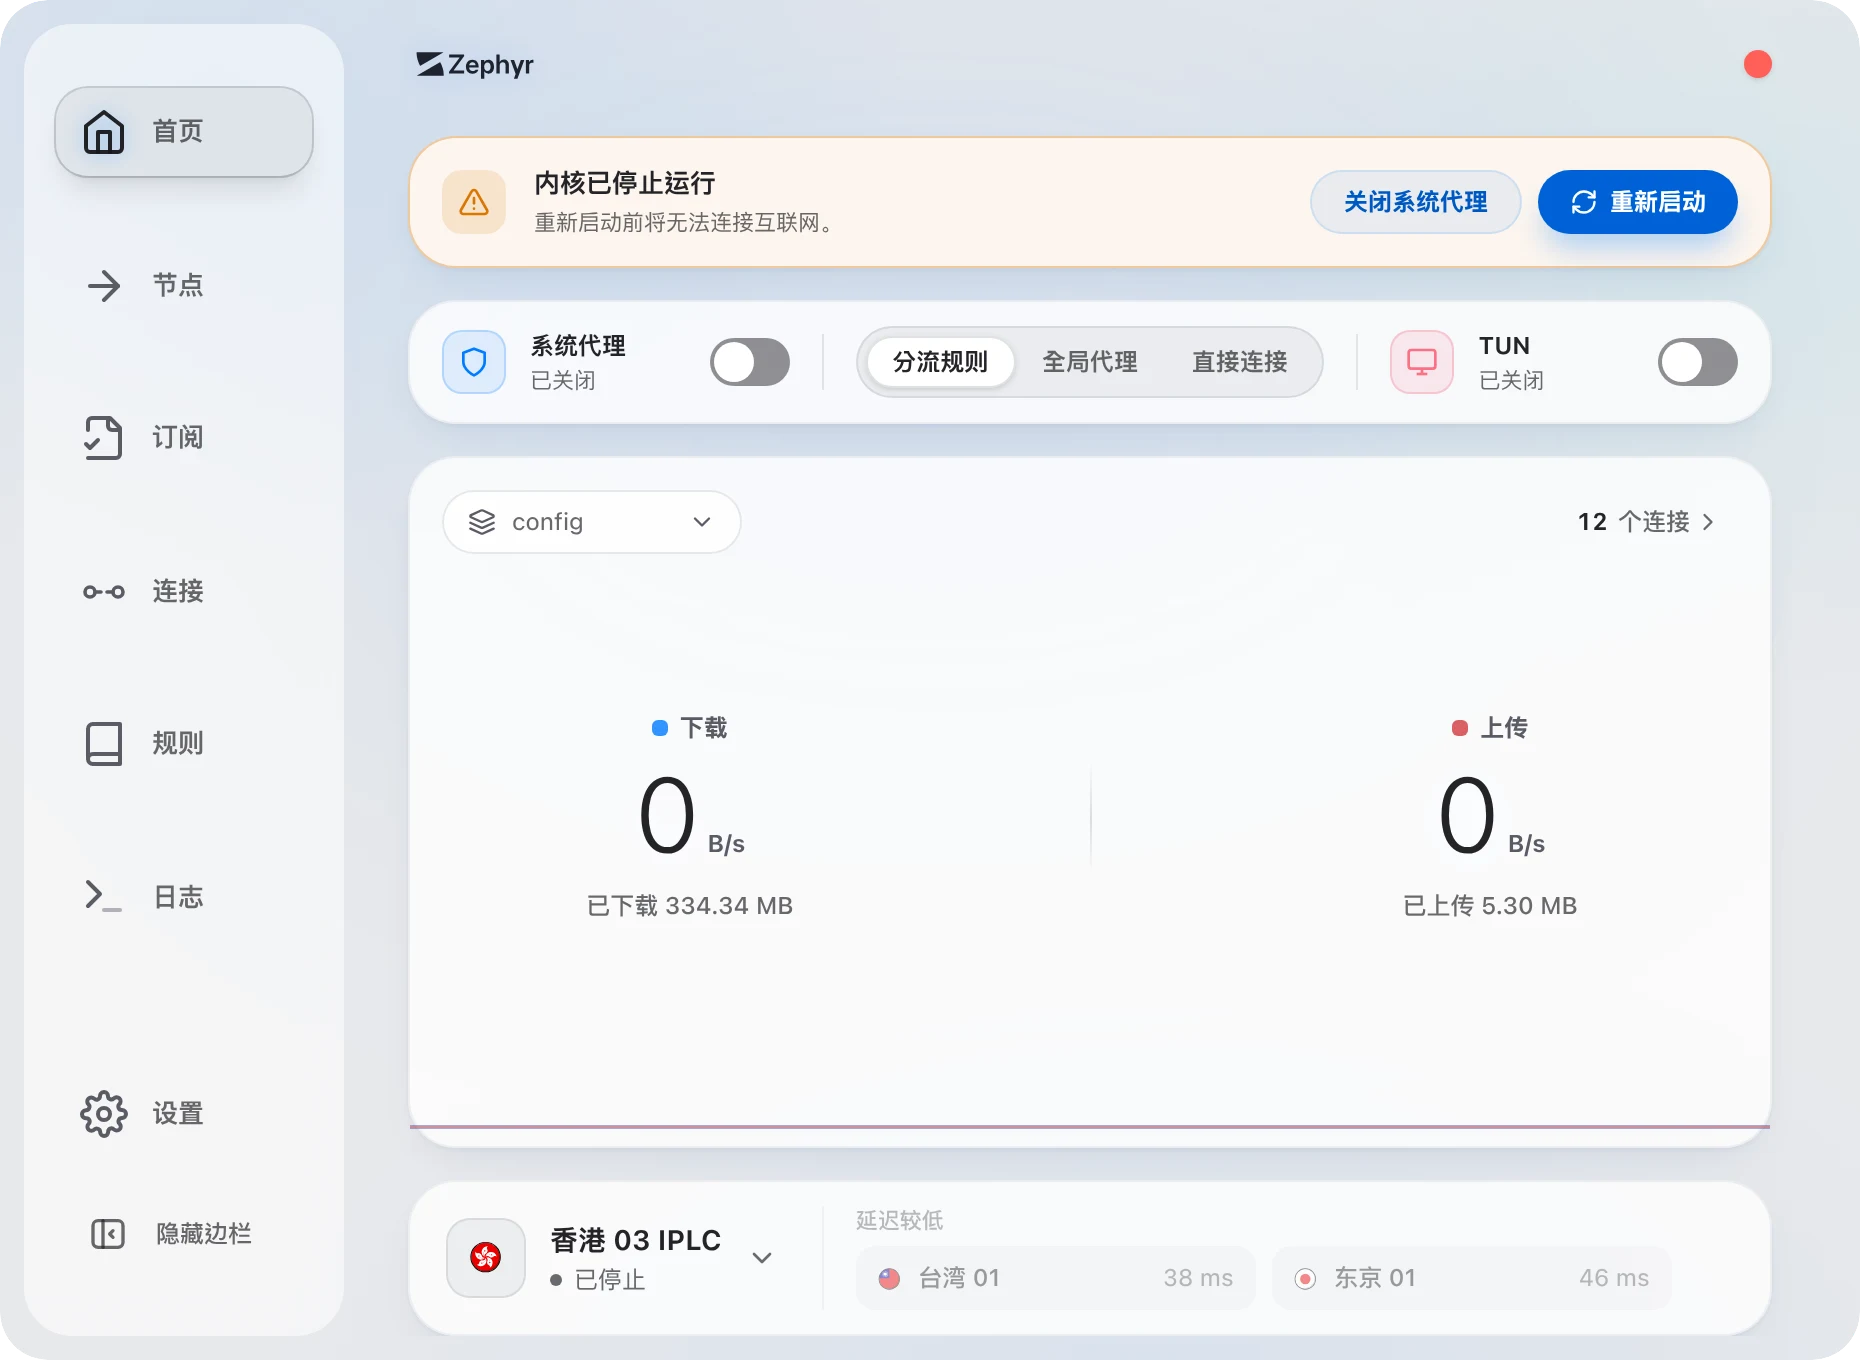 Zephyr
首页
节点
订阅
连接
规则
日志
设置
隐藏边栏
内核已停止运行
重新启动前将无法连接互联网。
关闭系统代理
重新启动
系统代理
已关闭
分流规则
全局代理
直接连接
TUN
已关闭
config
12 个连接
下载
0 B/s
已下载 334.34 MB
上传
0 B/s
已上传 5.30 MB
香港 03 IPLC
已停止
延迟较低
台湾 01 38 ms
东京 01 46 ms